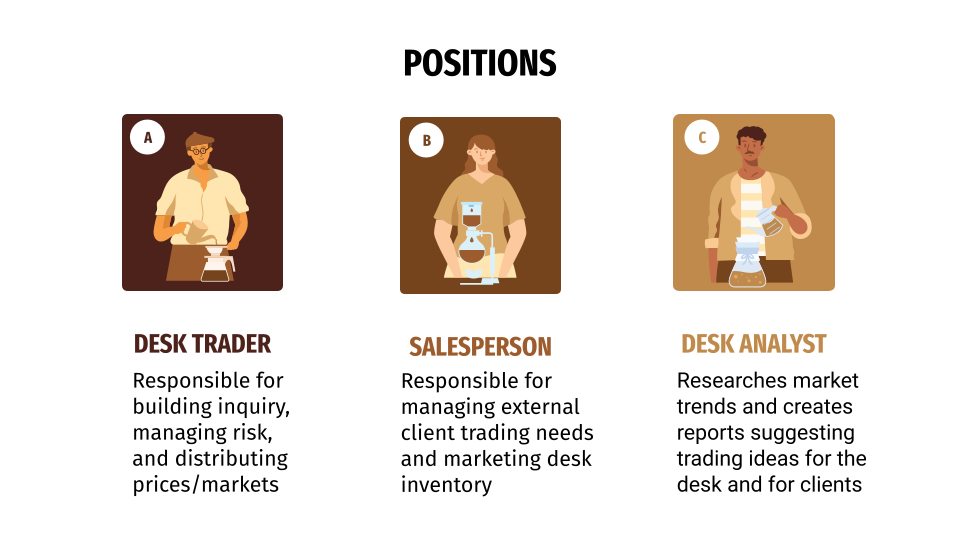 POSITIONS
A
B
C
DESK TRADER
Responsible for
building inquiry,
managing risk,
and distributing
prices/markets
SALESPERSON
Responsible for
managing external
client trading needs
and marketing desk
inventory
DESK ANALYST
Researches market
trends and creates
reports suggesting
trading ideas for the
desk and for clients